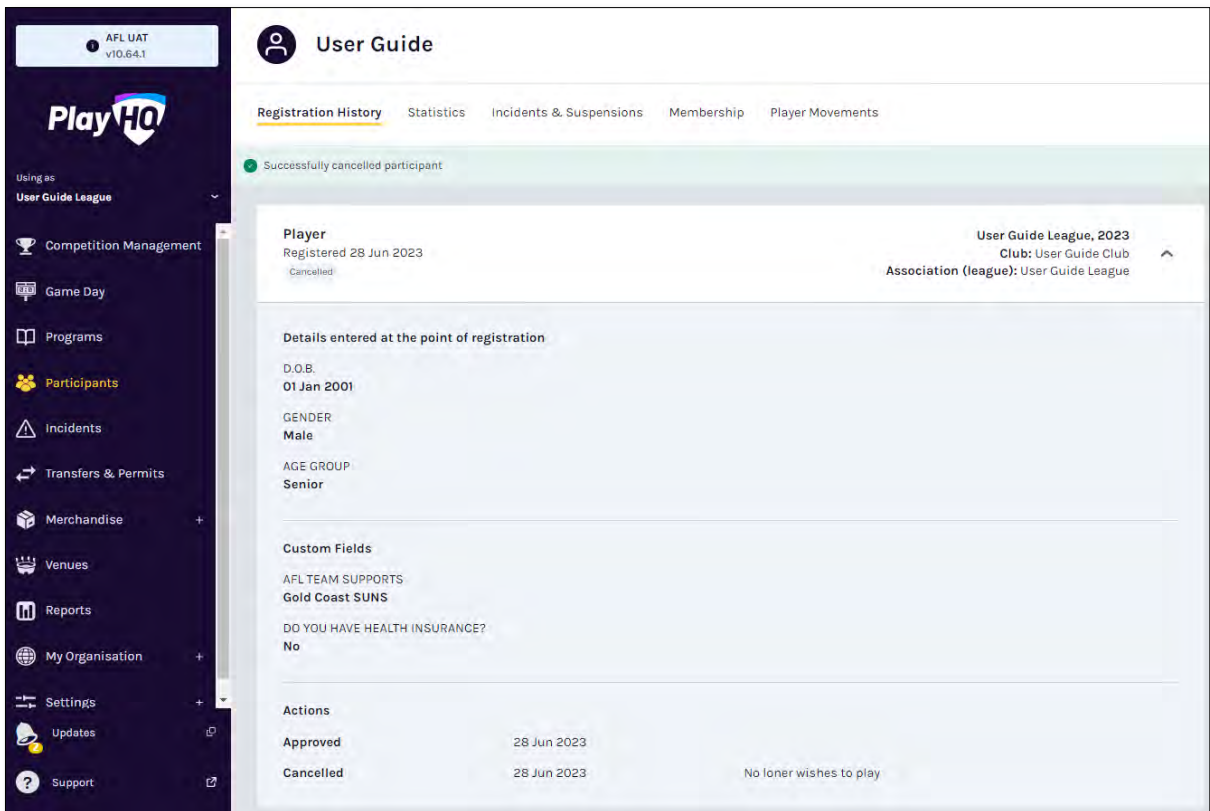 AFL UAT
v10.64.1
PlayHQ
Using as
User Guide League
Competition Management
Game Day
Programs
Participants
Incidents
Transfers & Permits
Merchandise +
Venues
Reports
My Organisation +
Settings +
Updates
2
Support
User Guide
Registration History Statistics Incidents & Suspensions Membership Player Movements
Successfully cancelled participant
Player
Registered 28 Jun 2023
Cancelled
User Guide League, 2023
Club: User Guide Club
Association (league): User Guide League
Details entered at the point of registration
D.O.B.
01 Jan 2001
GENDER
Male
AGE GROUP
Senior
Custom Fields
AFL TEAM SUPPORTS
Gold Coast SUNS
DO YOU HAVE HEALTH INSURANCE?
No
Actions
Approved 28 Jun 2023
Cancelled 28 Jun 2023 No loner wishes to play